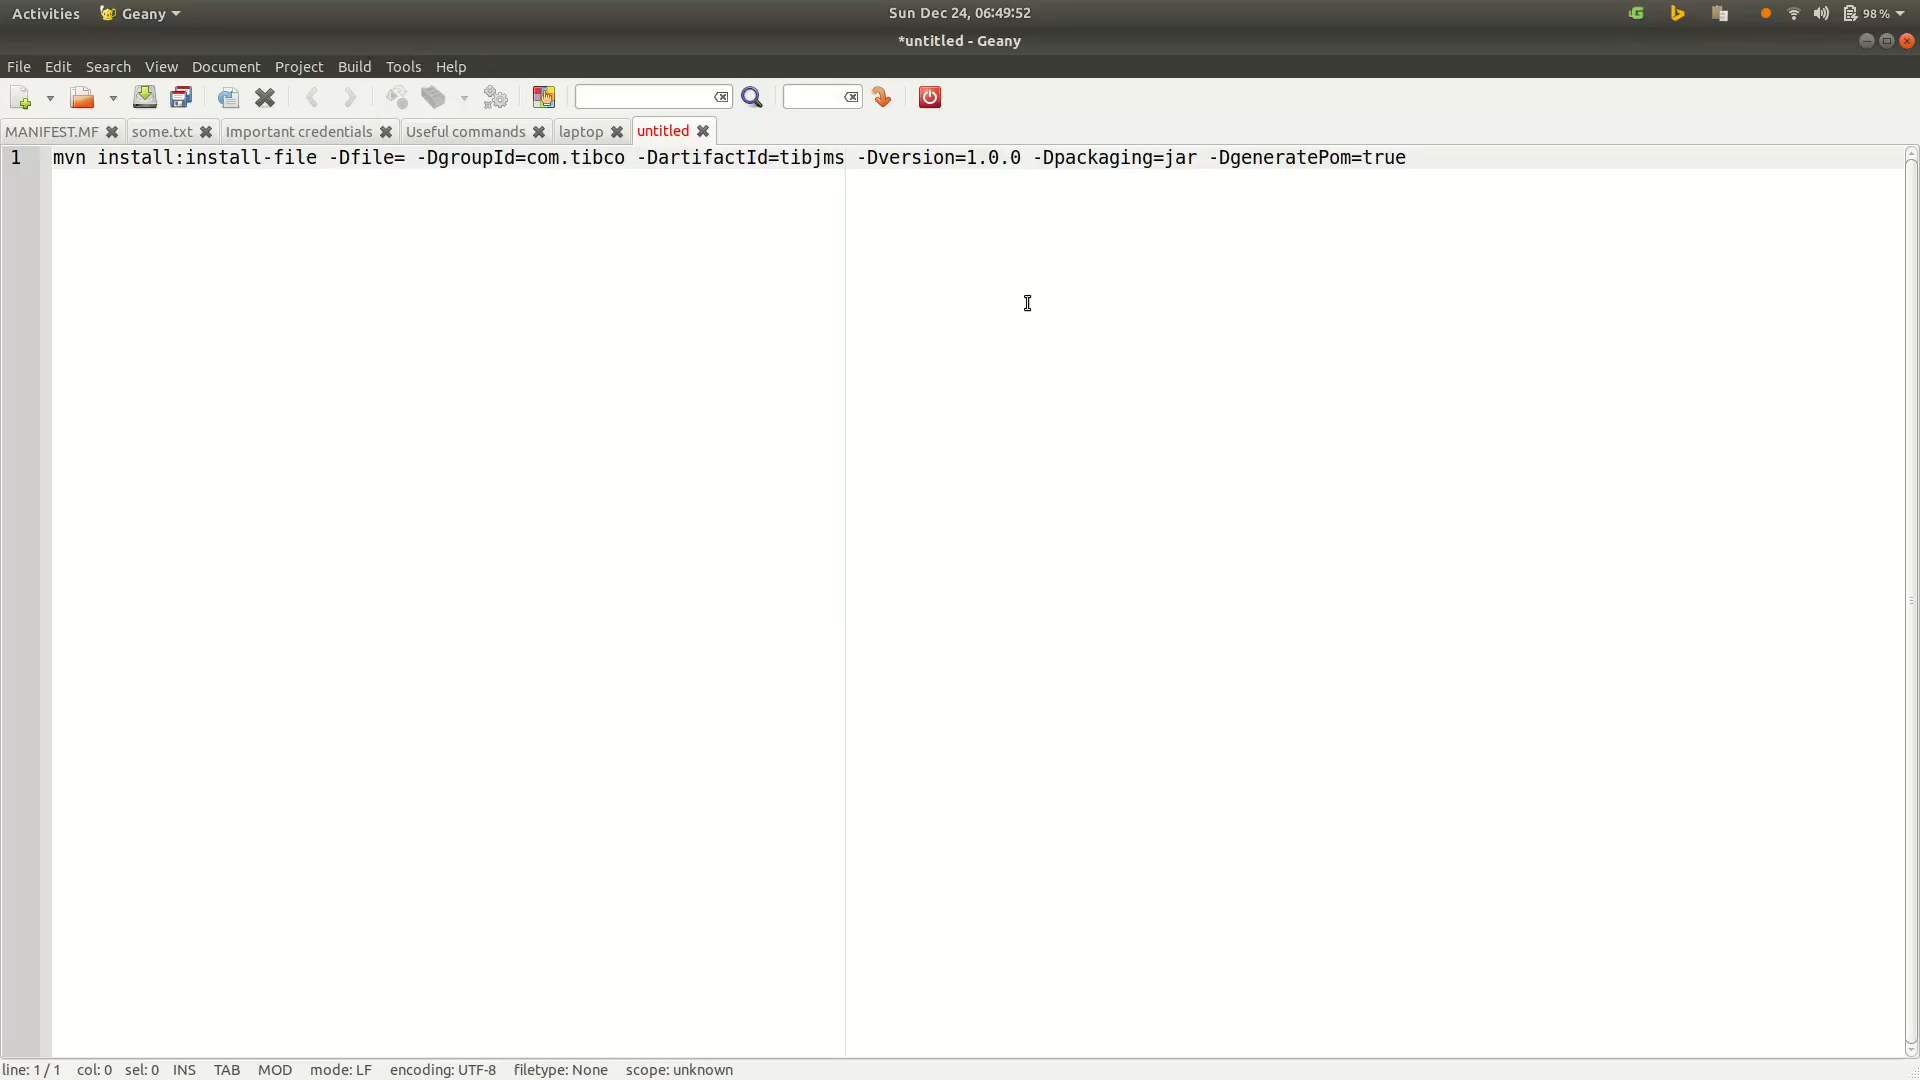 Activities Geany Sun Dec 24, 06:49:52 98 %
*untitled - Geany
File Edit Search View Document Project Build Tools Help
MANIFEST.MF some.txt Important credentials Useful commands laptop untitled
1 mvn install:install-file -Dfile= -DgroupId=com.tibco -DartifactId=tibjms -Dversion=1.0.0 -Dpackaging=jar -DgeneratePom=true
line: 1 / 1 col: 0 sel: 0 INS TAB MOD mode: LF encoding: UTF-8 filetype: None scope: unknown